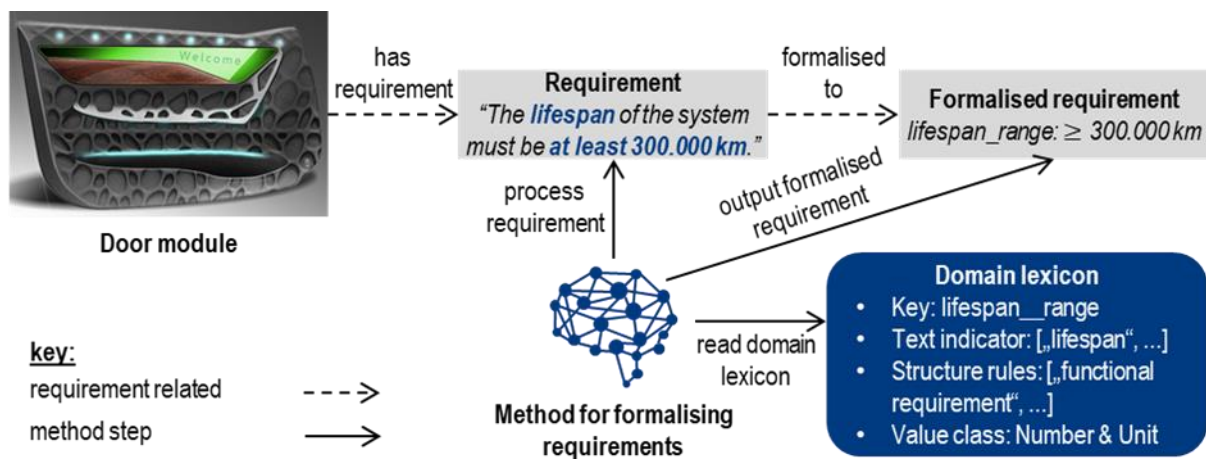 Welcome
Door module
has
requirement
Requirement
“The lifespan of the system
must be at least 300.000 km.”
formalised
to
Formalised requirement
lifespan_range: ≥ 300.000 km
process
requirement
output formalised
requirement
Method for formalising
requirements
read domain
lexicon
Domain lexicon
• Key: lifespan__range
• Text indicator: [„lifespan“, ...]
• Structure rules: [„functional
requirement“, ...]
• Value class: Number & Unit
key:
requirement related
method step